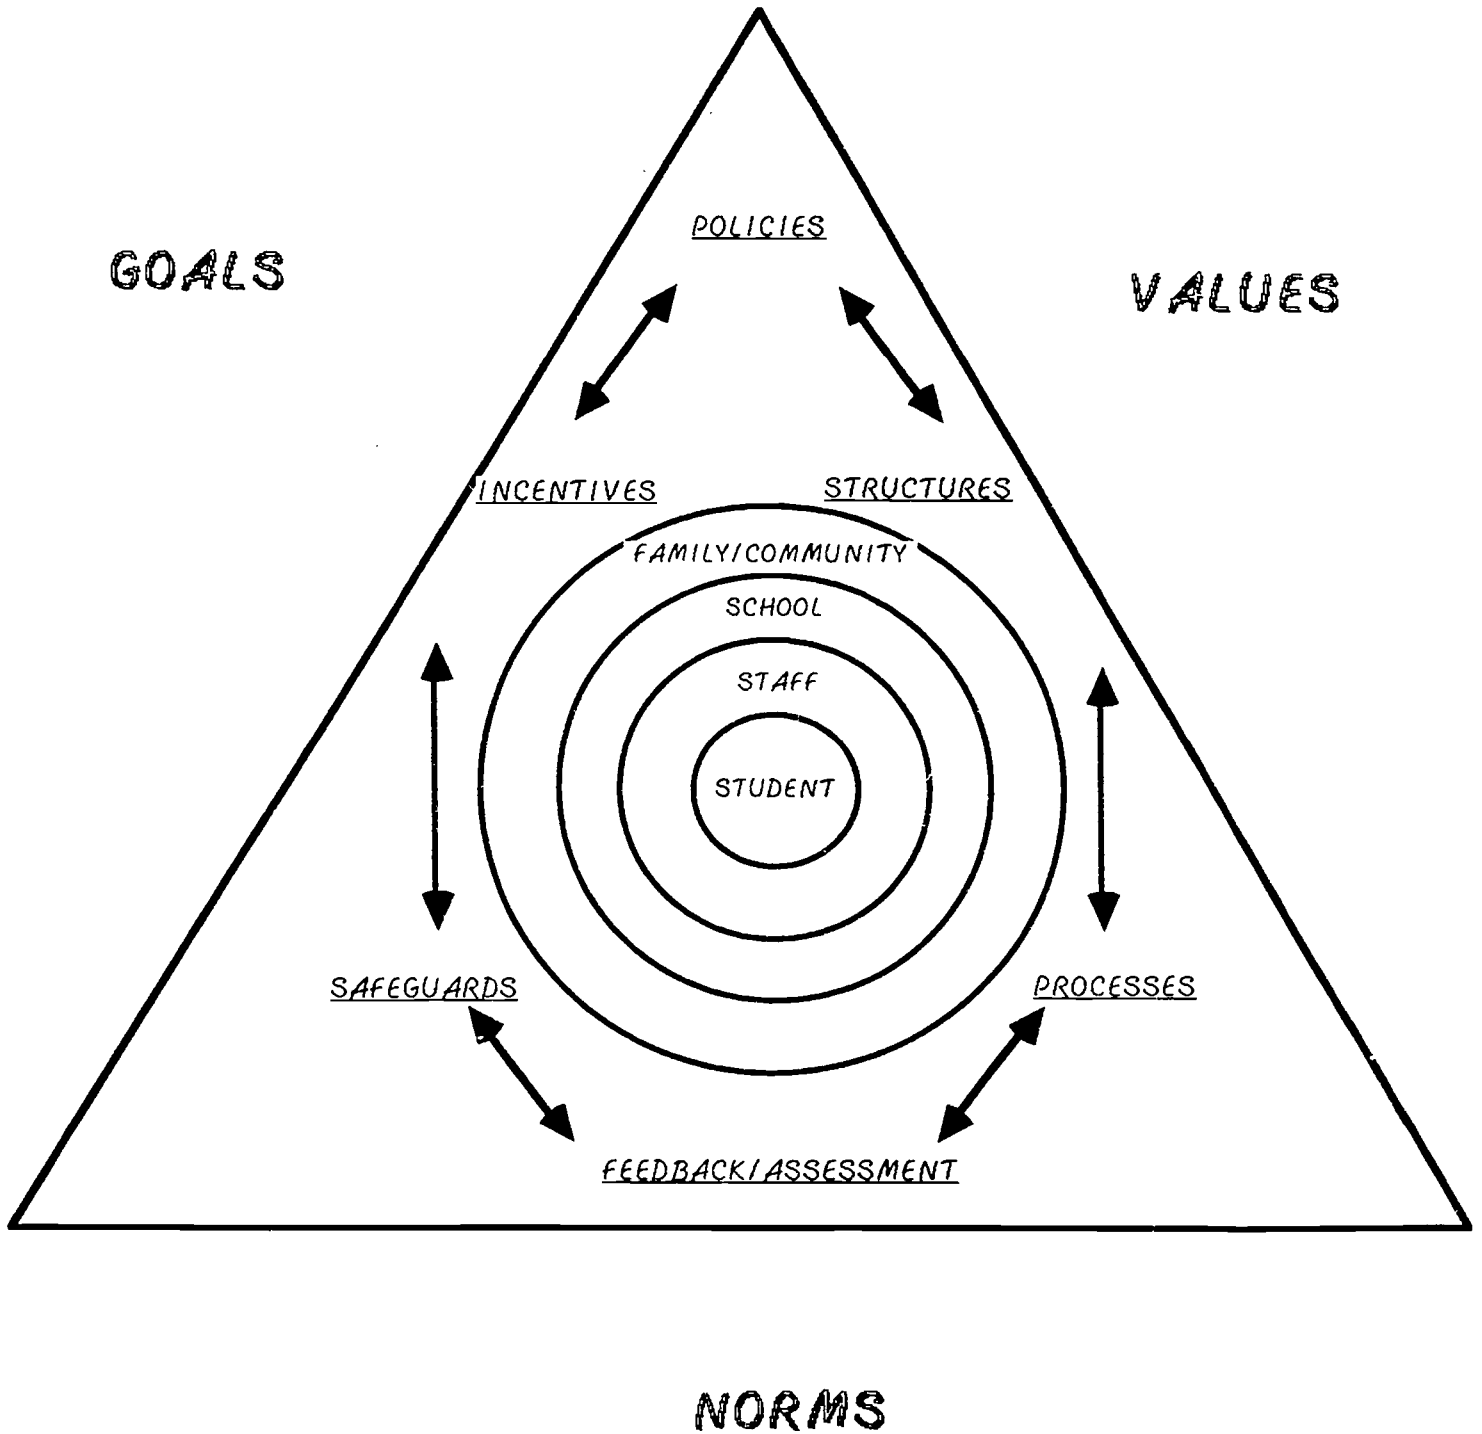 POLICIES
GOALS
VALUES
INCENTIVES
STRUCTURES
FAMILY/COMMUNITY
SCHOOL
STAFF
STUDENT
SAFEGUARDS
PROCESSES
FEEDBACK/ASSESSMENT
NORMS